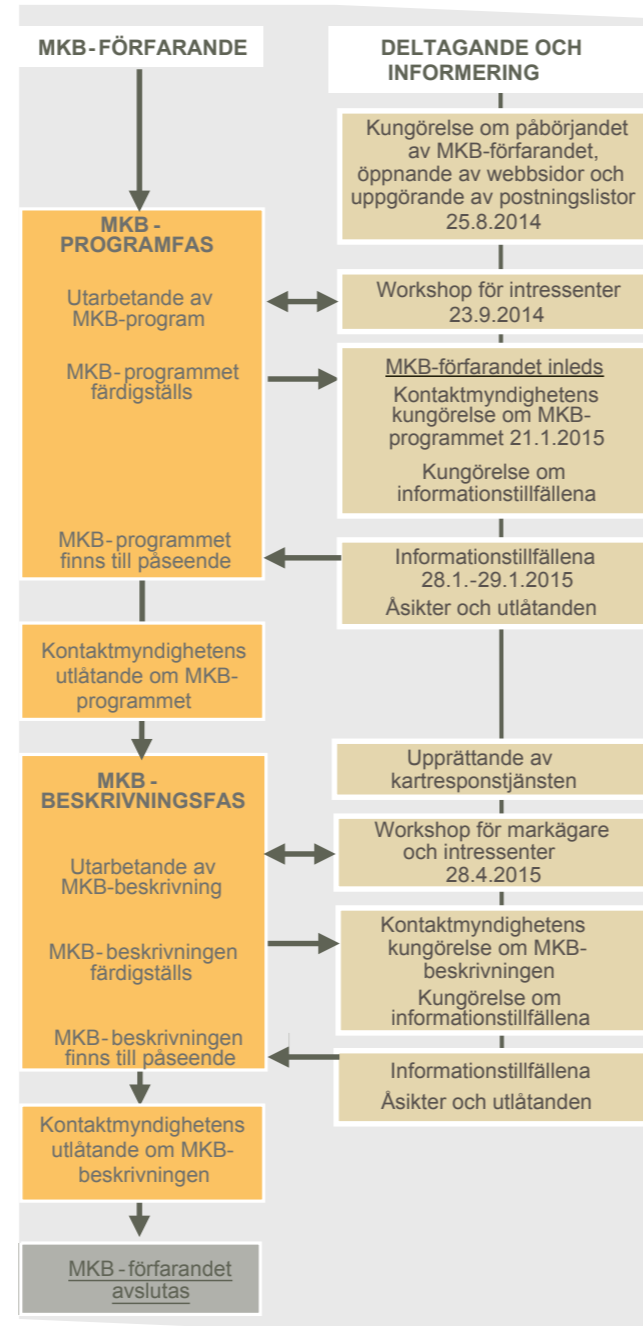 MKB-FÖRFARANDE
DELTAGANDE OCH
INFORMERING
Kungörelse om påbörjandet
av MKB-förfarandet,
öppnande av webbsidor och
uppgörande av postningslistor
25.8.2014
MKB-
PROGRAMFAS
Utarbetande av
MKB-program
Workshop för intressenter
23.9.2014
MKB-programmet
färdigställs
MKB-förfarandet inleds
Kontaktmyndighetens
kungörelse om MKB-
programmet 21.1.2015
Kungörelse om
informationstillfällena
MKB-programmet
finns till påseende
Informationstillfällena
28.1.-29.1.2015
Åsikter och utlåtanden
Kontaktmyndighetens
utlåtande om MKB-
programmet
Upprättande av
kartresponstjänsten
MKB-
BESKRIVNINGSFAS
Utarbetande av
MKB-beskrivning
Workshop för markägare
och intressenter
28.4.2015
MKB-beskrivningen
färdigställs
Kontaktmyndighetens
kungörelse om MKB-
beskrivningen
Kungörelse om
informationstillfällena
MKB-beskrivningen
finns till påseende
Informationstillfällena
Åsikter och utlåtanden
Kontaktmyndighetens
utlåtande om MKB-
beskrivningen
MKB-förfarandet
avslutas